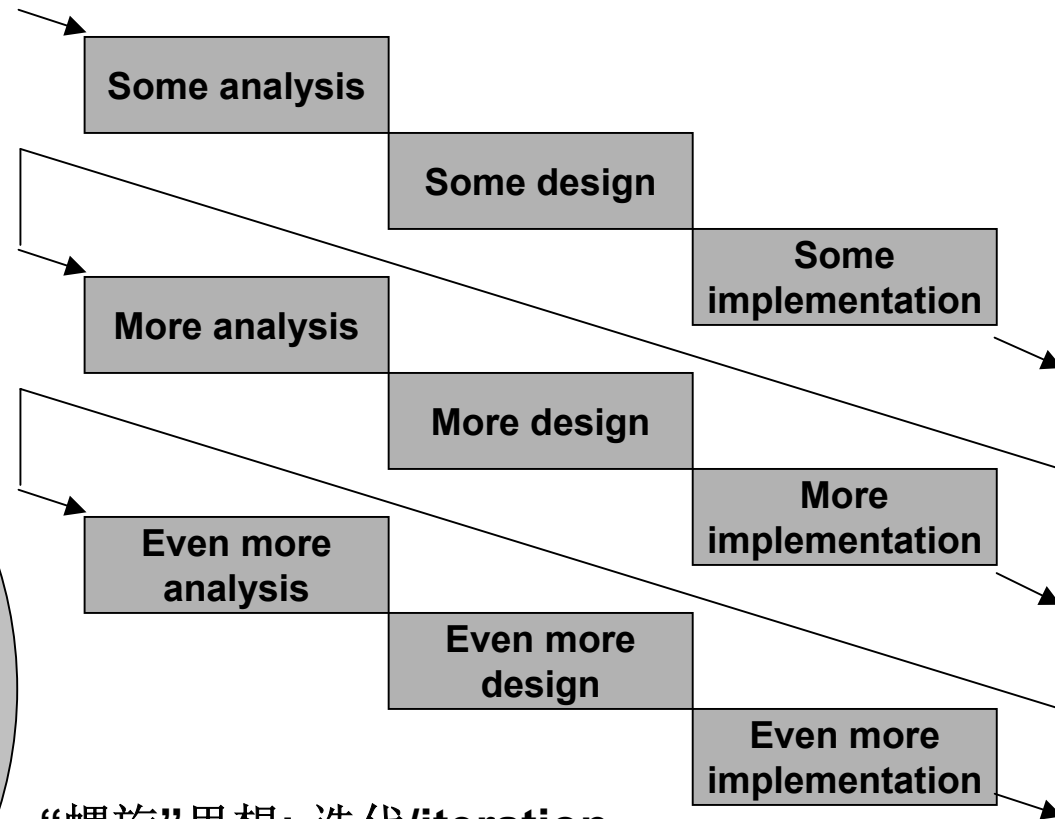 Some analysis
Some design
Some
implementation
More analysis
More design
More
implementation
Even more
analysis
Even more
design
Even more
implementation
“螺旋”思想: 迭代/iteration